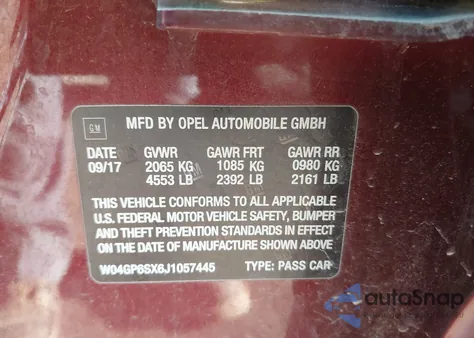 GM
MFD BY OPEL AUTOMOBILE GMBH
DATE GVWR GAWR FRT GAWR RR
09/17 2065 KG 1085 KG 0980 KG
4553 LB 2392 LB 2161 LB
THIS VEHICLE CONFORMS TO ALL APPLICABLE
U.S. FEDERAL MOTOR VEHICLE SAFETY, BUMPER
AND THEFT PREVENTION STANDARDS IN EFFECT
ON THE DATE OF MANUFACTURE SHOWN ABOVE.
W04GP6SX6J1057445 TYPE: PASS CAR
autoSnap